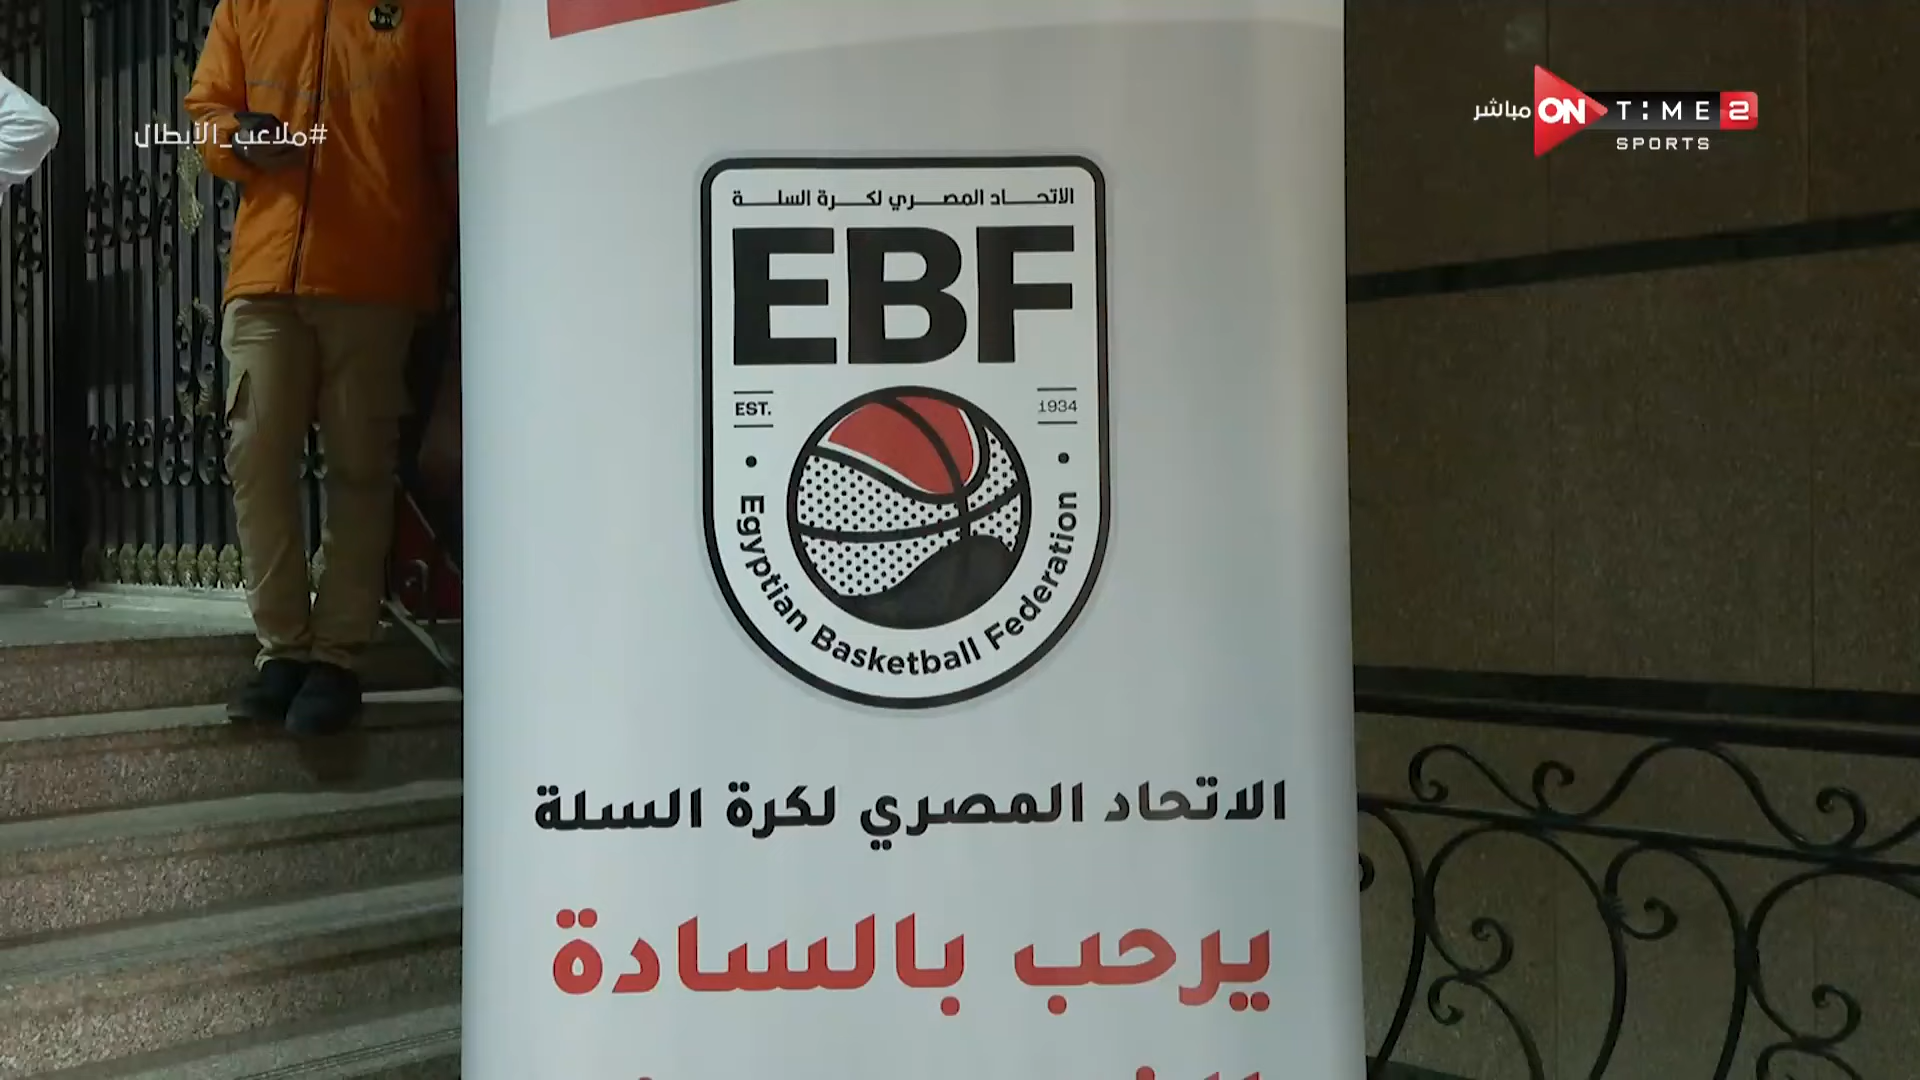 #ملاعب_الأبطال
مباشر ON TIME 2
SPORTS
الاتحاد المصري لكرة السلة
EBF
EST. 1934
Egyptian Basketball Federation
الاتحاد المصري لكرة السلة
يرحب بالسادة